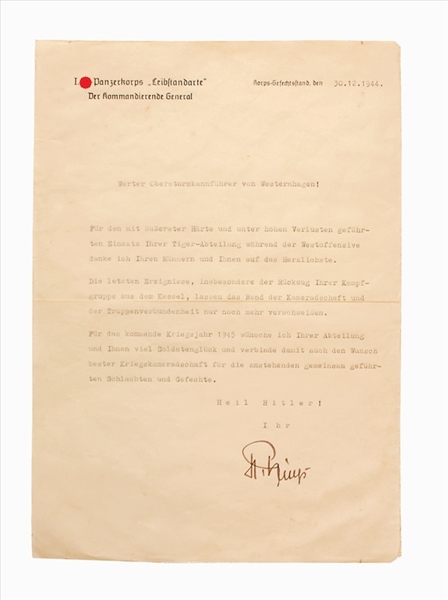 I. Panzerkorps „Leibstandarte"
Der Kommandierende General
Korps-Gefechtsstand, den 30.12.1944.
Werter Obersturmbannführer von Westernhagen!
Für den mit äußerster Härte und unter hohen Verlusten geführ-
ten Einsatz Ihrer Tiger-Abteilung während der Westoffensive
danke ich Ihren Männern und Ihnen auf das Herzlichste.
Die letzten Ereignisse, insbesondere der Rückzug Ihrer Kampf-
gruppe aus dem Kessel, lassen das Band der Kameradschaft und
der Truppenverbundenheit nur noch mehr verschweißen.
Für das kommende Kriegsjahr 1945 wünsche ich Ihrer Abteilung
und Ihnen viel Soldatenglück und verbinde damit auch den Wunsch
bester Kriegskameradschaft für die anstehenden gemeinsam geführ-
ten Schlachten und Gefechte.
Heil Hitler!
Ihr